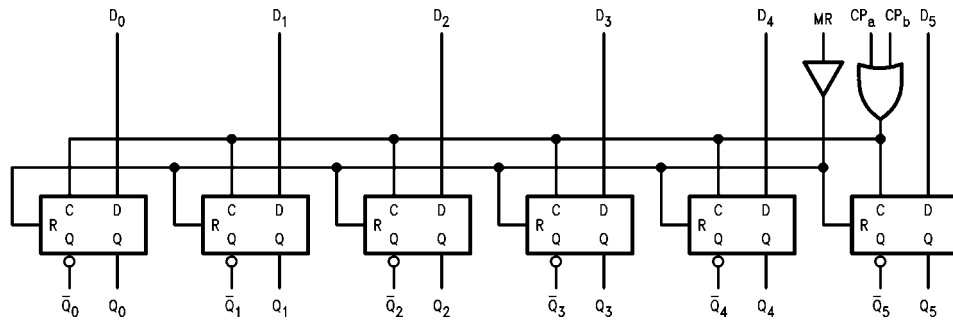 D₀ D₁ D₂ D₃ D₄ MR CPₐ CP_b D₅
C D C D C D C D C D C D
R R R R R R
Q Q Q Q Q Q Q Q Q Q Q Q
Q̅₀ Q₀ Q̅₁ Q₁ Q̅₂ Q₂ Q̅₃ Q₃ Q̅₄ Q₄ Q̅₅ Q₅